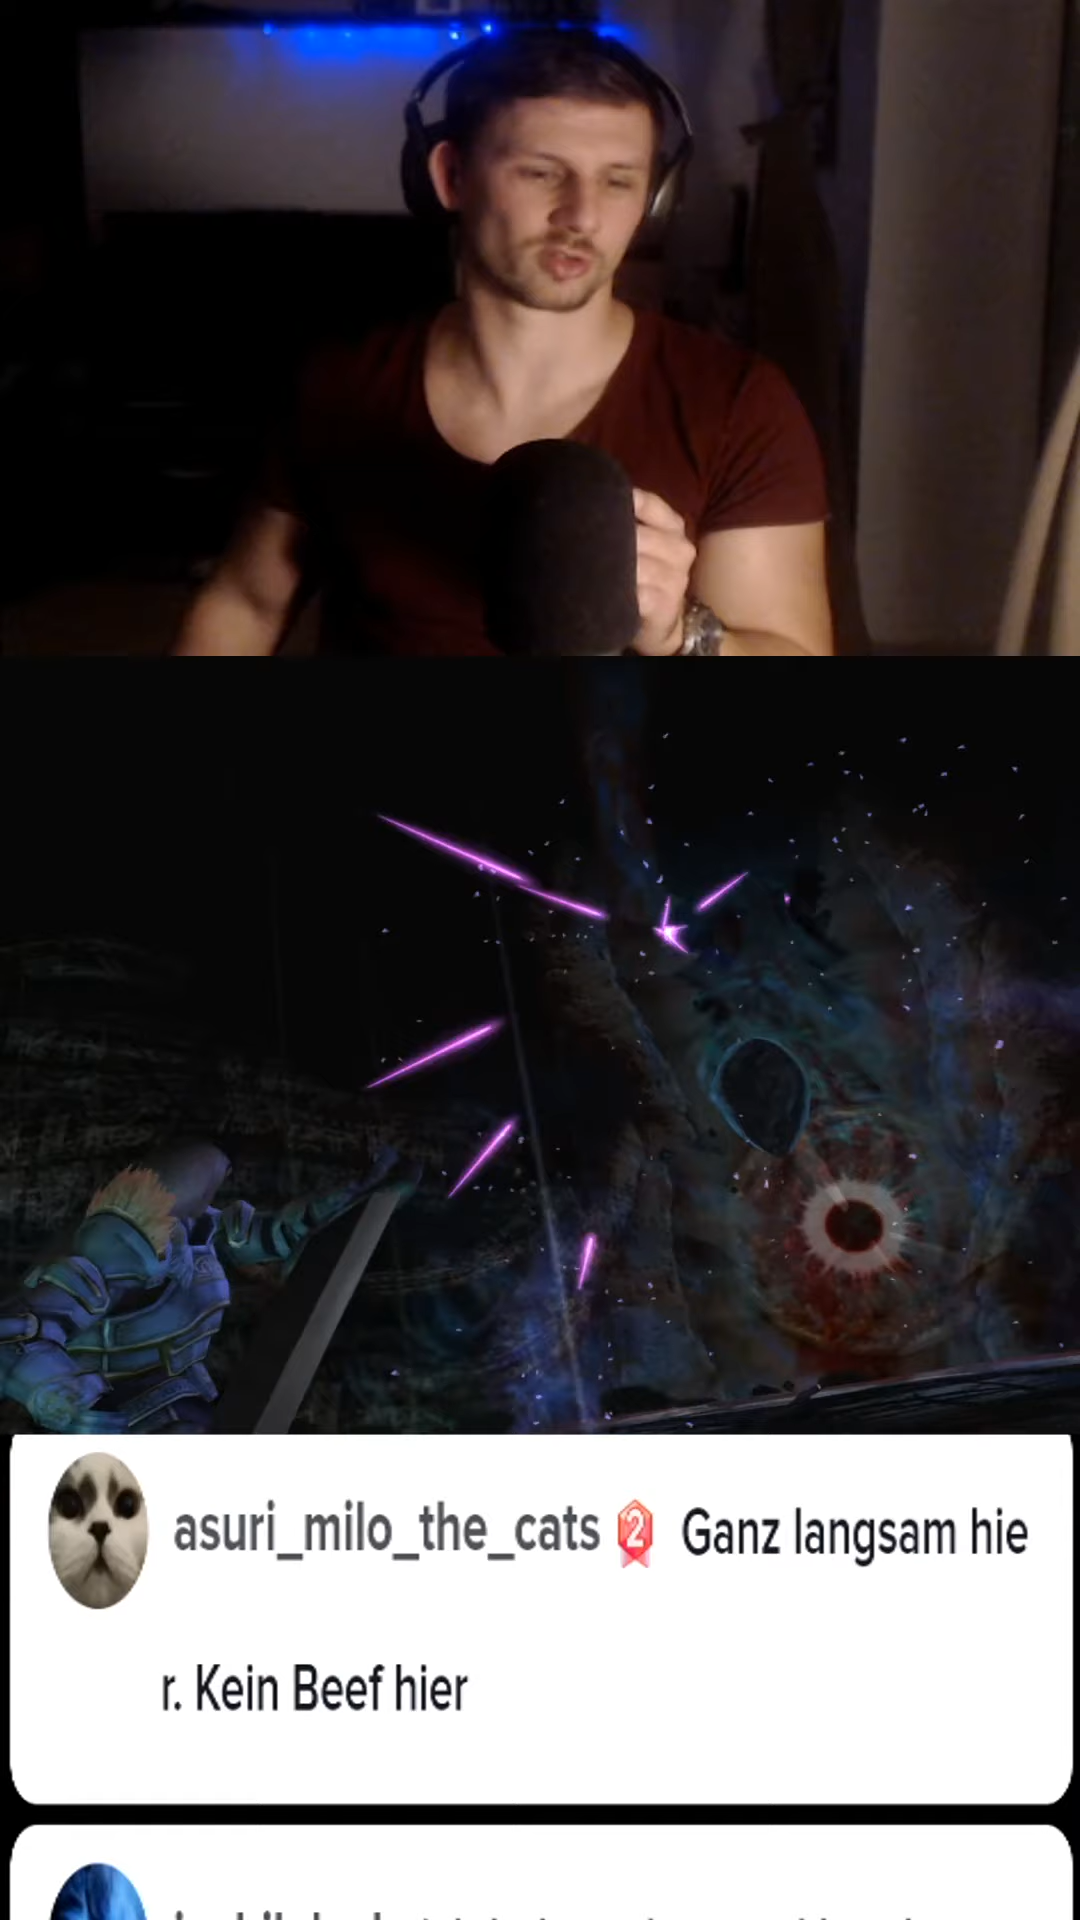 asuri_milo_the_cats 2 Ganz langsam hie
r. Kein Beef hier